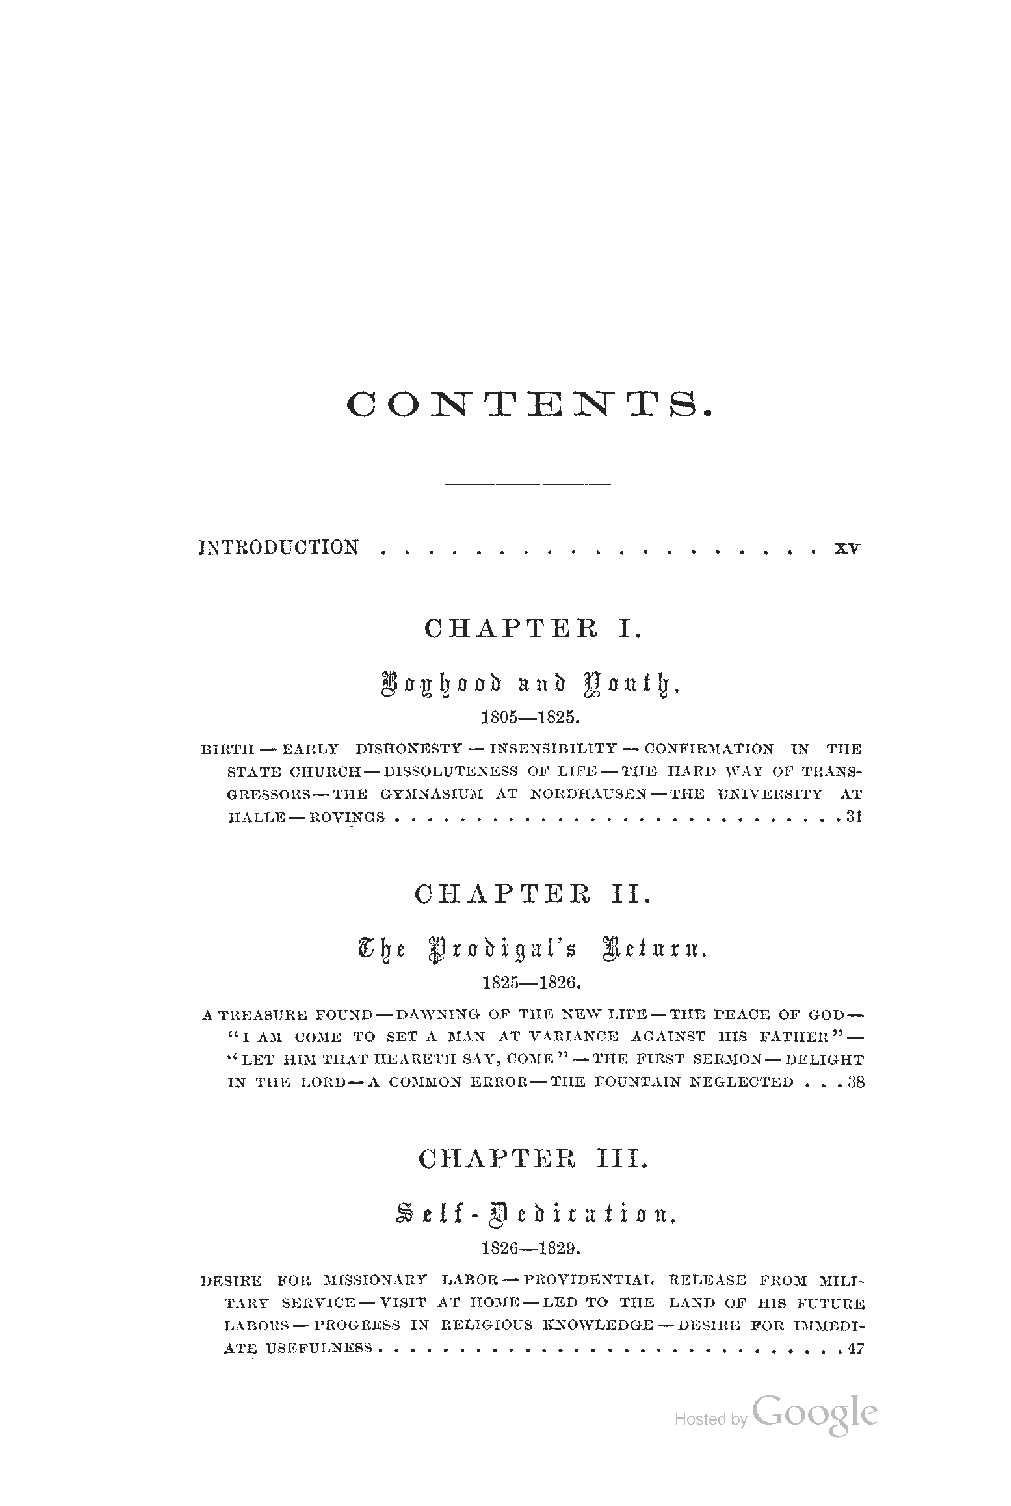 CONTENTS.
INTRODUCTION . . . . . . . . . . . . . . . . . . . XV
CHAPTER I.
Boyhood and Youth.
1805—1825.
BIRTH — EARLY DISHONESTY — INSENSIBILITY — CONFIRMATION IN THE
STATE CHURCH — DISSOLUTENESS OF LIFE — THE HARD WAY OF TRANS-
GRESSORS — THE GYMNASIUM AT NORDHAUSEN — THE UNIVERSITY AT
HALLE — ROVINGS . . . . . . . . . . . . . . . . . . . . . . . . . . . . 31
CHAPTER II.
The Prodigal's Return.
1825—1826.
A TREASURE FOUND — DAWNING OF THE NEW LIFE — THE PEACE OF GOD —
"I AM COME TO SET A MAN AT VARIANCE AGAINST HIS FATHER" —
"LET HIM THAT HEARETH SAY, COME" — THE FIRST SERMON — DELIGHT
IN THE LORD — A COMMON ERROR — THE FOUNTAIN NEGLECTED . . . 38
CHAPTER III.
Self-Dedication.
1826—1829.
DESIRE FOR MISSIONARY LABOR — PROVIDENTIAL RELEASE FROM MILI-
TARY SERVICE — VISIT AT HOME — LED TO THE LAND OF HIS FUTURE
LABORS — PROGRESS IN RELIGIOUS KNOWLEDGE — DESIRE FOR IMMEDI-
ATE USEFULNESS . . . . . . . . . . . . . . . . . . . . . . . . . . . . . 47
Hosted by Google